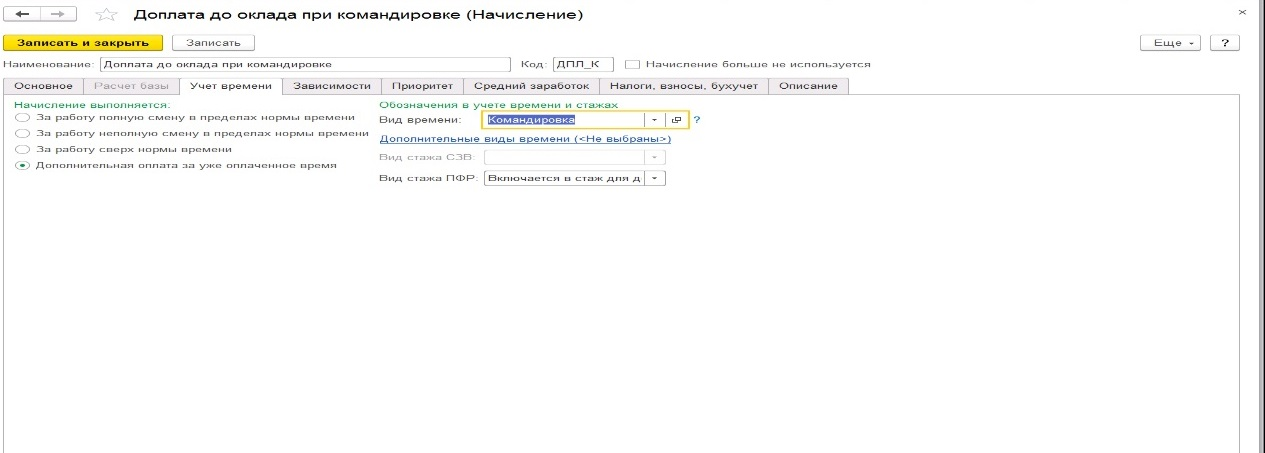 Доплата до оклада при командировке (Начисление)
Записать и закрыть Записать Еще ?
Наименование: Доплата до оклада при командировке Код: ДПЛ_К Начисление больше не используется
Основное Расчет базы Учет времени Зависимости Приоритет Средний заработок Налоги, взносы, бухучет Описание
Начисление выполняется: Обозначения в учете времени и стажах
За работу полную смену в пределах нормы времени Вид времени: Командировка ?
За работу неполную смену в пределах нормы времени Дополнительные виды времени (<Не выбраны>)
За работу сверх нормы времени Вид стажа СЗВ:
Дополнительная оплата за уже оплаченное время Вид стажа ПФР: Включается в стаж для д